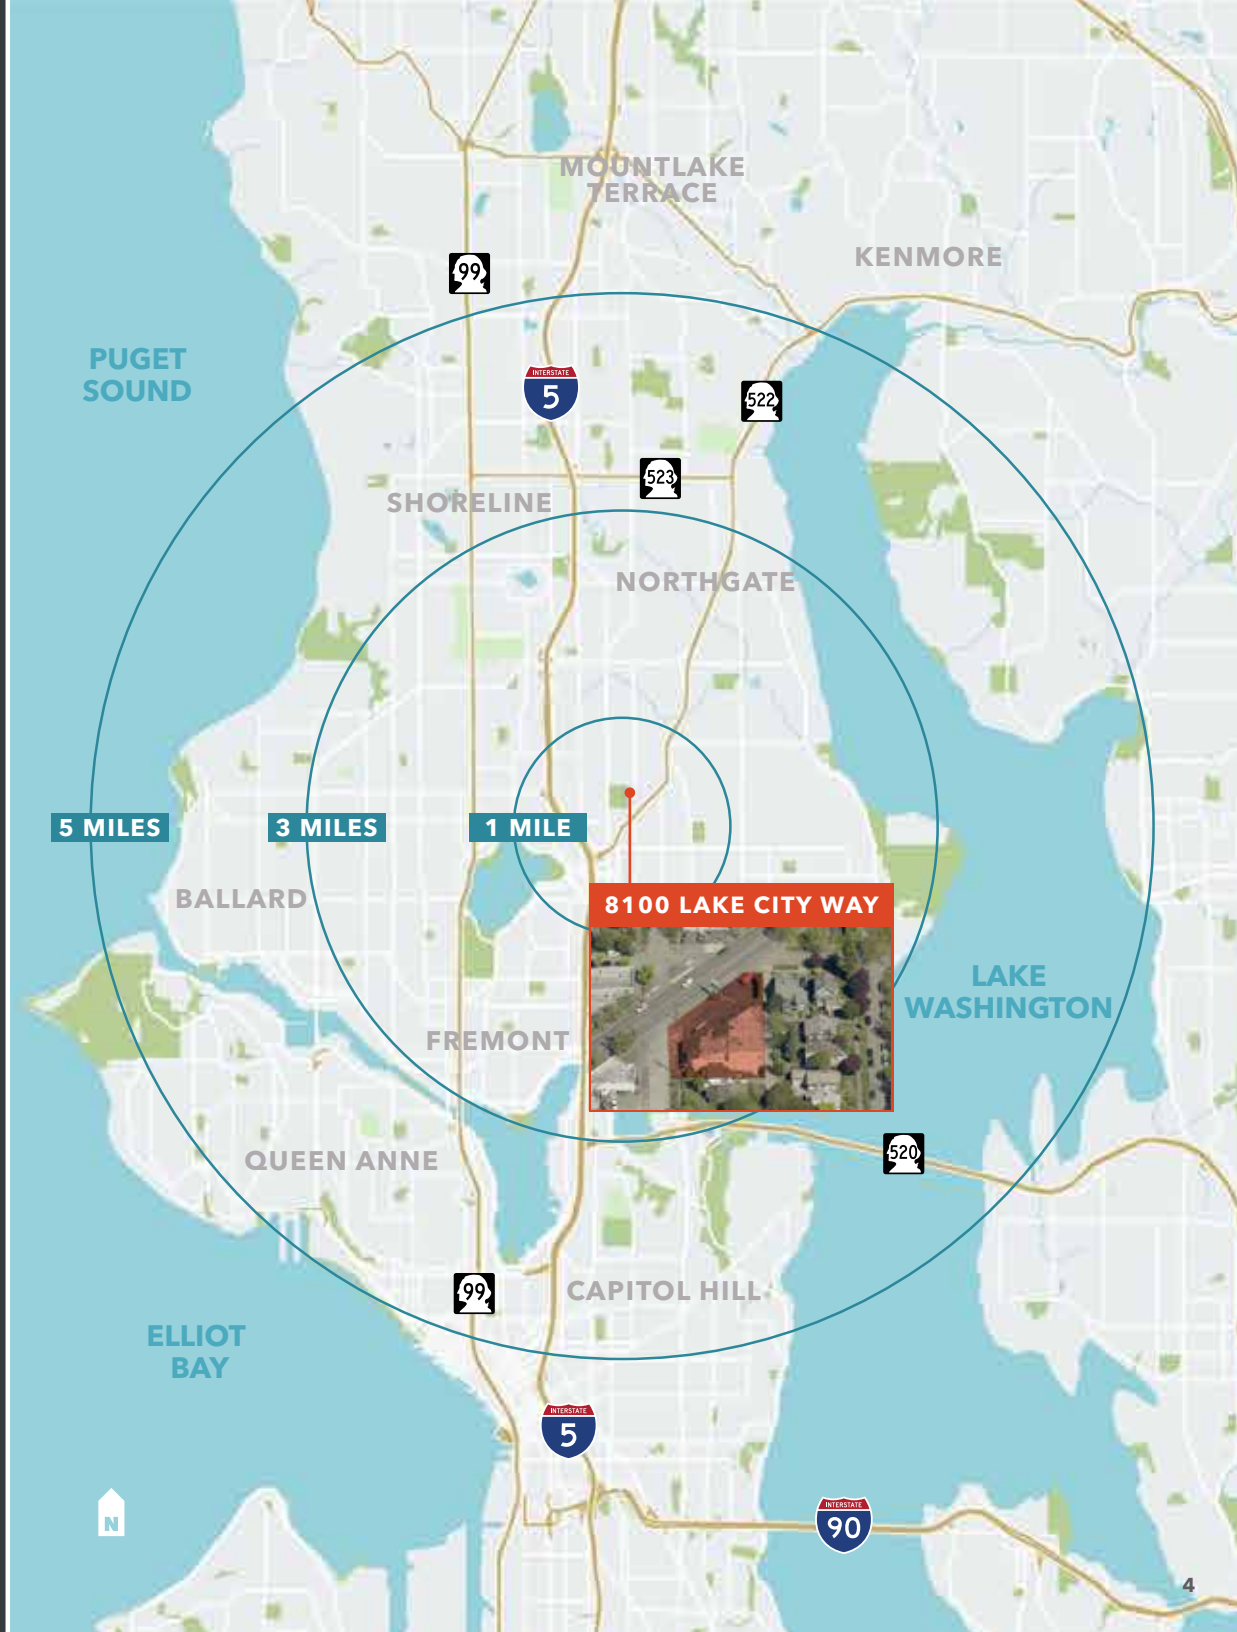 MOUNTLAKE
TERRACE
KENMORE
99
PUGET
SOUND
INTERSTATE
5
522
523
SHORELINE
NORTHGATE
5 MILES
3 MILES
1 MILE
BALLARD
8100 LAKE CITY WAY
LAKE
WASHINGTON
FREMONT
520
QUEEN ANNE
99
CAPITOL HILL
ELLIOT
BAY
INTERSTATE
5
N
INTERSTATE
90
4